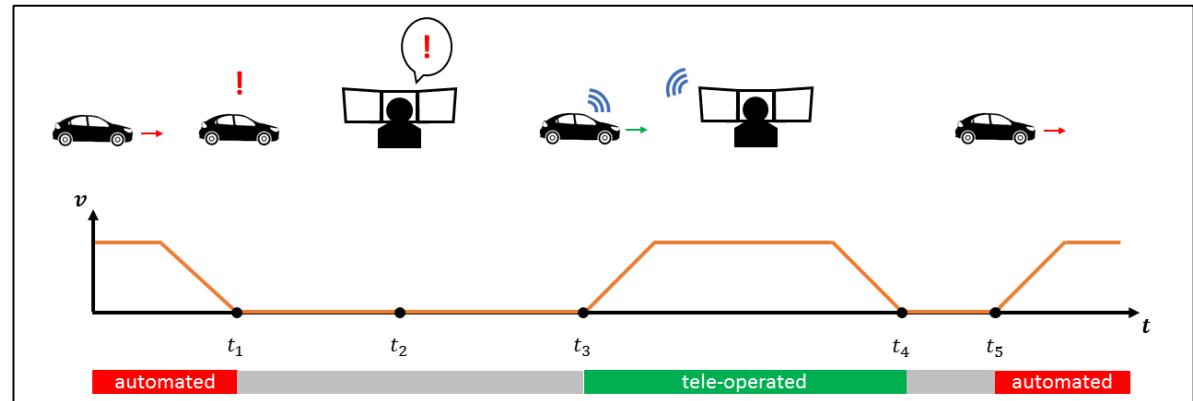 !
!
v
t
t₁ t₂ t₃ t₄ t₅
automated tele-operated automated